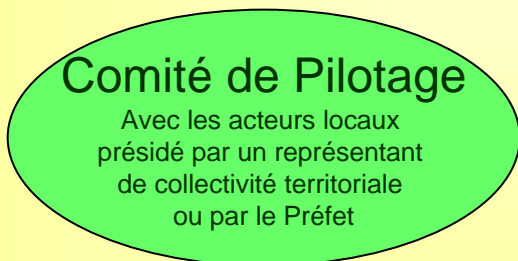 Comité de Pilotage
Avec les acteurs locaux
présidé par un représentant
de collectivité territoriale
ou par le Préfet